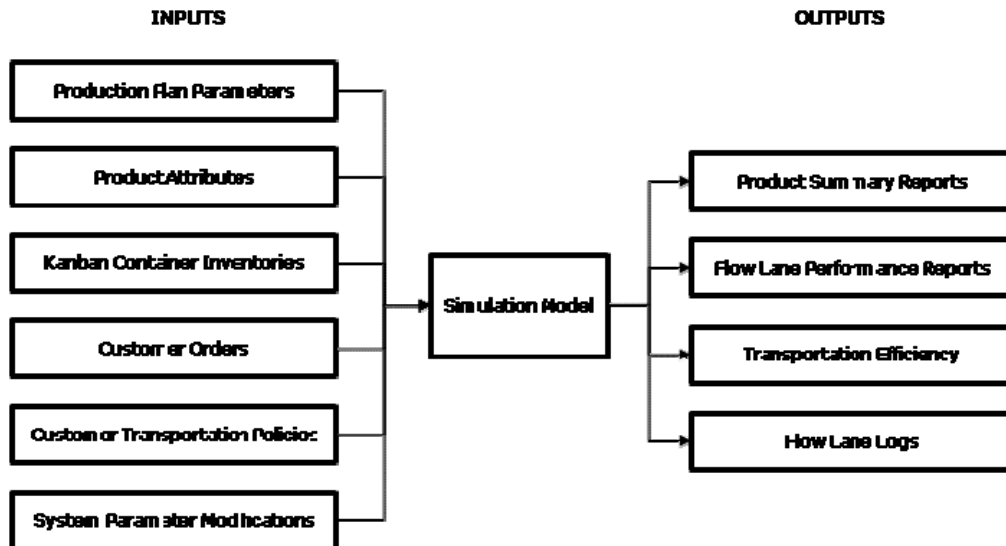 INPUTS
OUTPUTS
Production Plan Parameters
Product Attributes
Kanban Container Inventories
Customer Orders
Customer Transportation Policies
System Parameter Modifications
Simulation Model
Product Summary Reports
Flow Lane Performance Reports
Transportation Efficiency
Flow Lane Logs